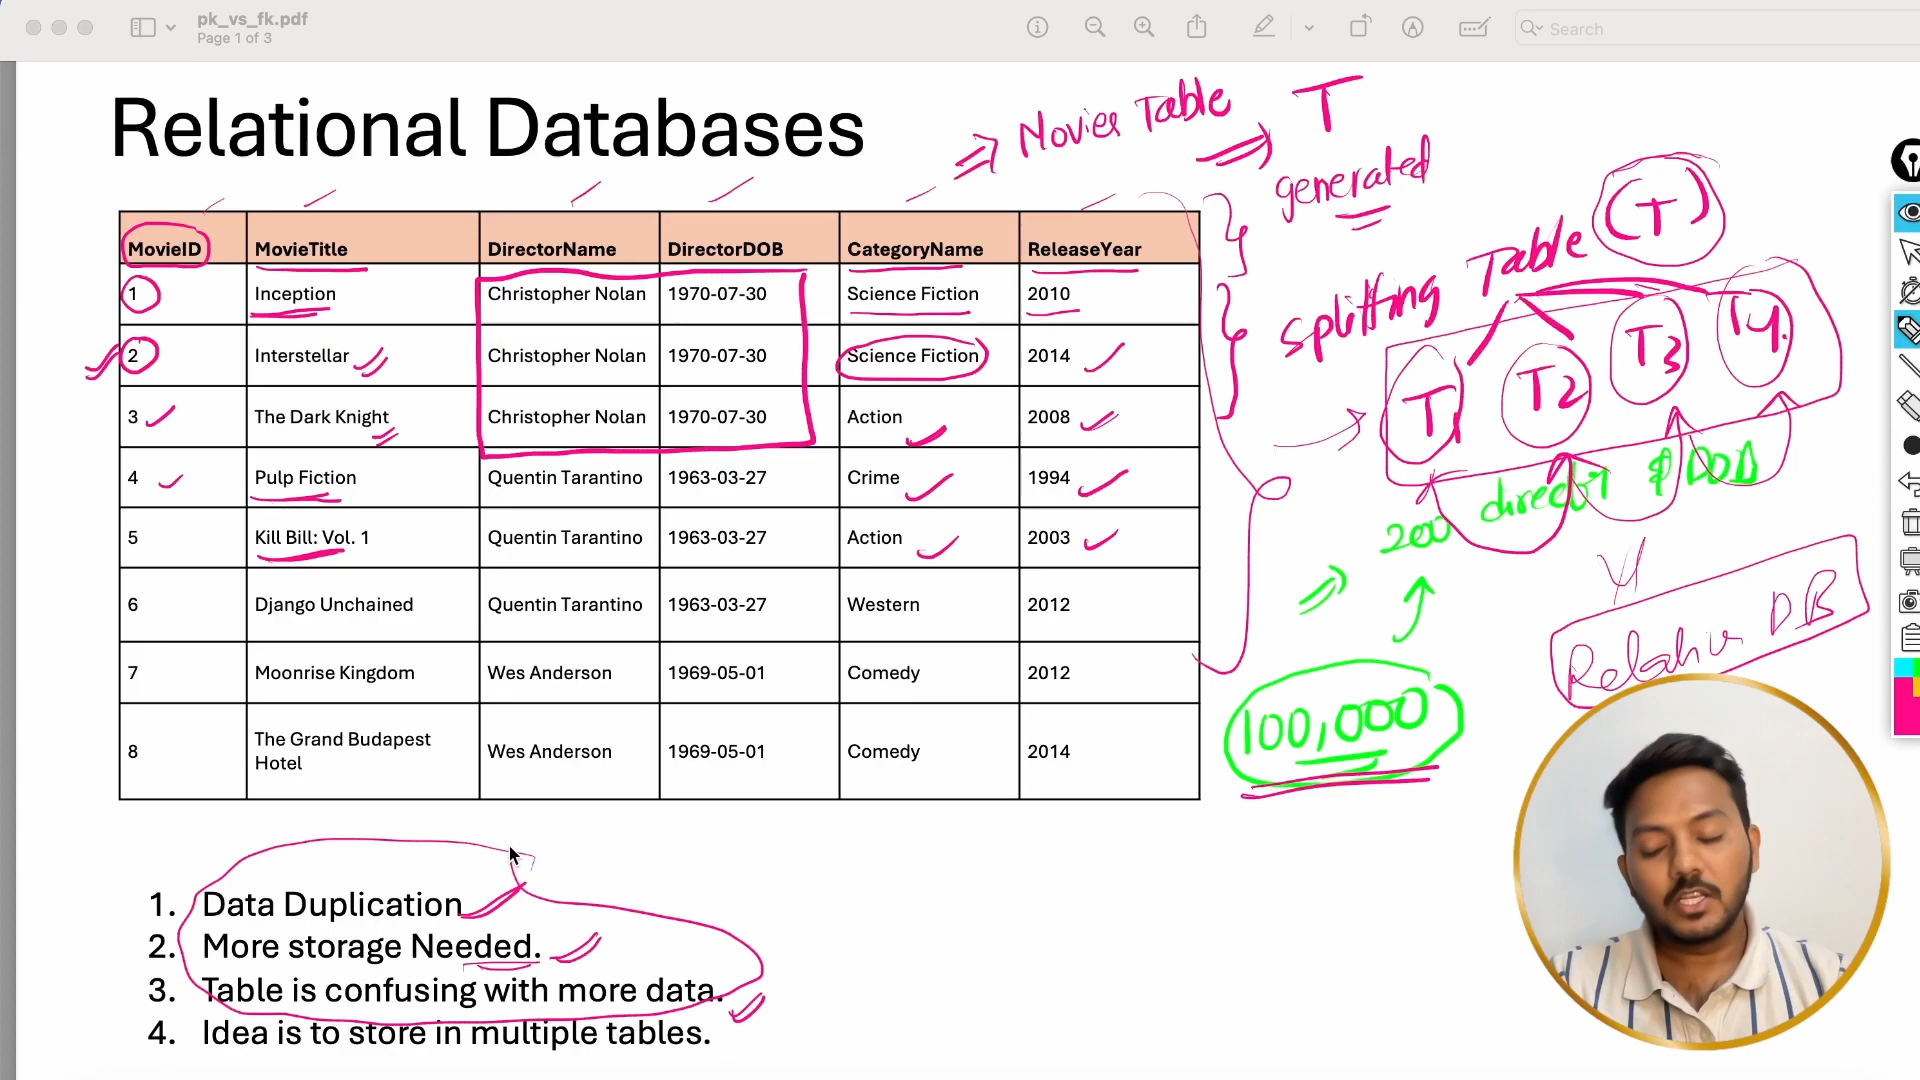 pk_vs_fk.pdf
Page 1 of 3
Search
Relational Databases
⇒ Movies Table ⇒ T
generated
MovieID MovieTitle DirectorName DirectorDOB CategoryName ReleaseYear
1 Inception Christopher Nolan 1970-07-30 Science Fiction 2010
2 Interstellar Christopher Nolan 1970-07-30 Science Fiction 2014
3 The Dark Knight Christopher Nolan 1970-07-30 Action 2008
4 Pulp Fiction Quentin Tarantino 1963-03-27 Crime 1994
5 Kill Bill: Vol. 1 Quentin Tarantino 1963-03-27 Action 2003
6 Django Unchained Quentin Tarantino 1963-03-27 Western 2012
7 Moonrise Kingdom Wes Anderson 1969-05-01 Comedy 2012
8 The Grand Budapest Hotel Wes Anderson 1969-05-01 Comedy 2014
Splitting Table (T)
T1 T2 T3 T4
200 director & DOB
DB
100,000
1. Data Duplication
2. More storage Needed.
3. Table is confusing with more data.
4. Idea is to store in multiple tables.